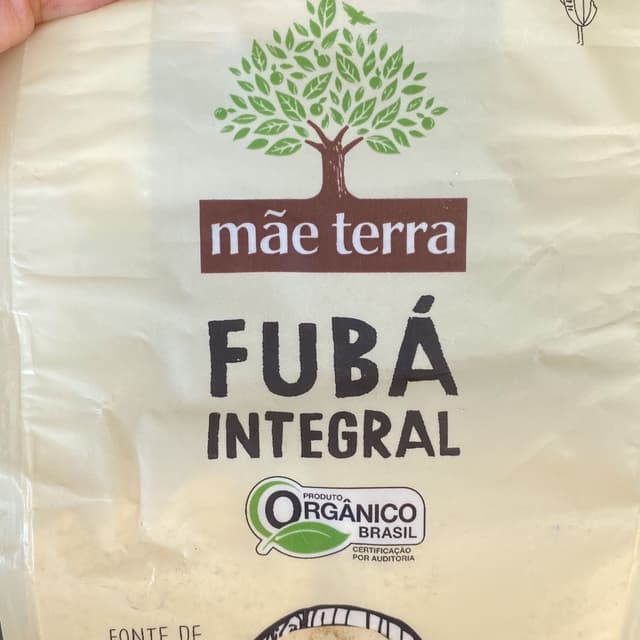 mãe terra
FUBÁ
INTEGRAL
PRODUTO
ORGÂNICO
BRASIL
CERTIFICAÇÃO
POR AUDITORIA
FONTE DE